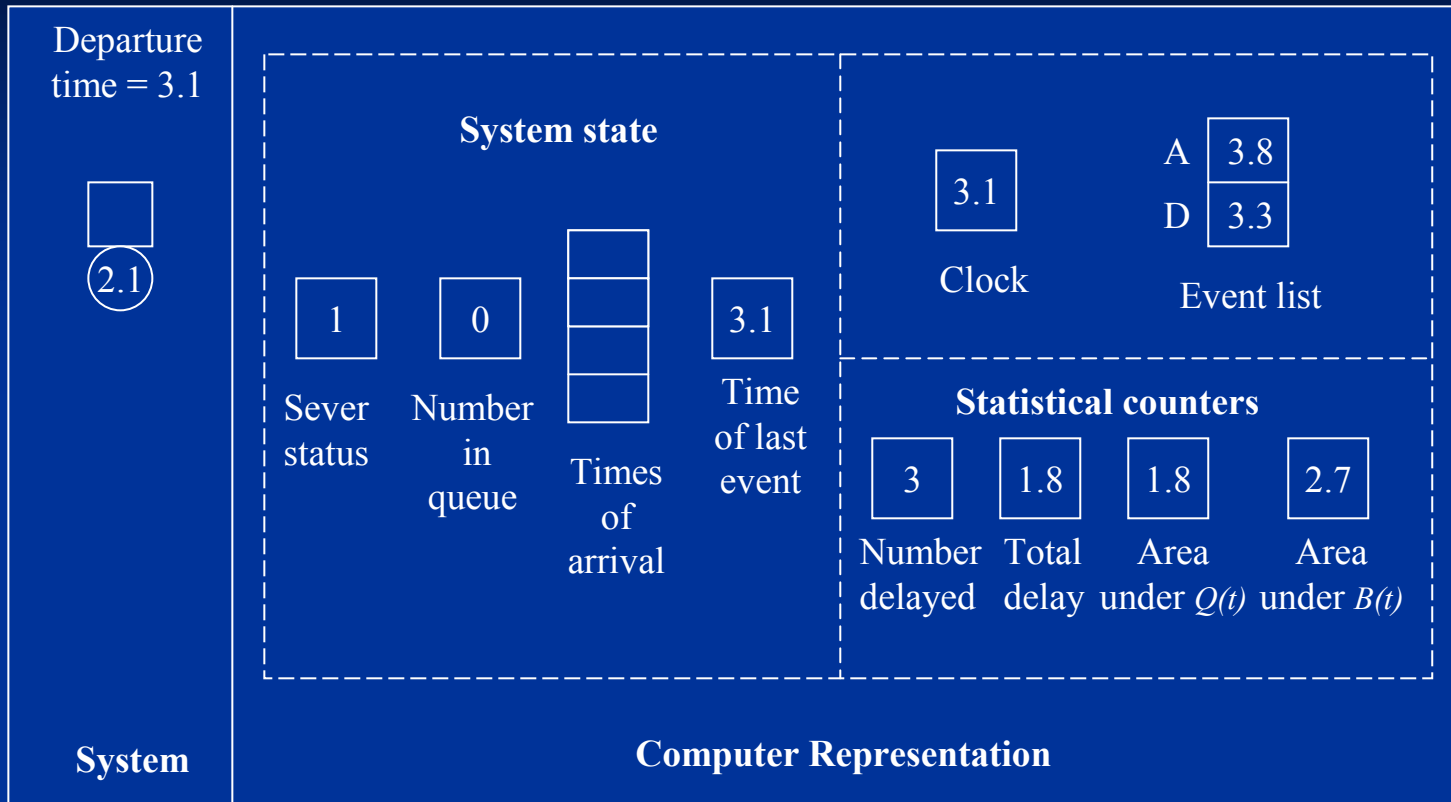 Departure
time = 3.1
2.1
System
System state
1
0
3.1
Sever
status
Number
in
queue
Times
of
arrival
Time
of last
event
3.1
Clock
A 3.8
D 3.3
Event list
Statistical counters
3
1.8
1.8
2.7
Number
delayed
Total
delay
Area
under Q(t)
Area
under B(t)
Computer Representation